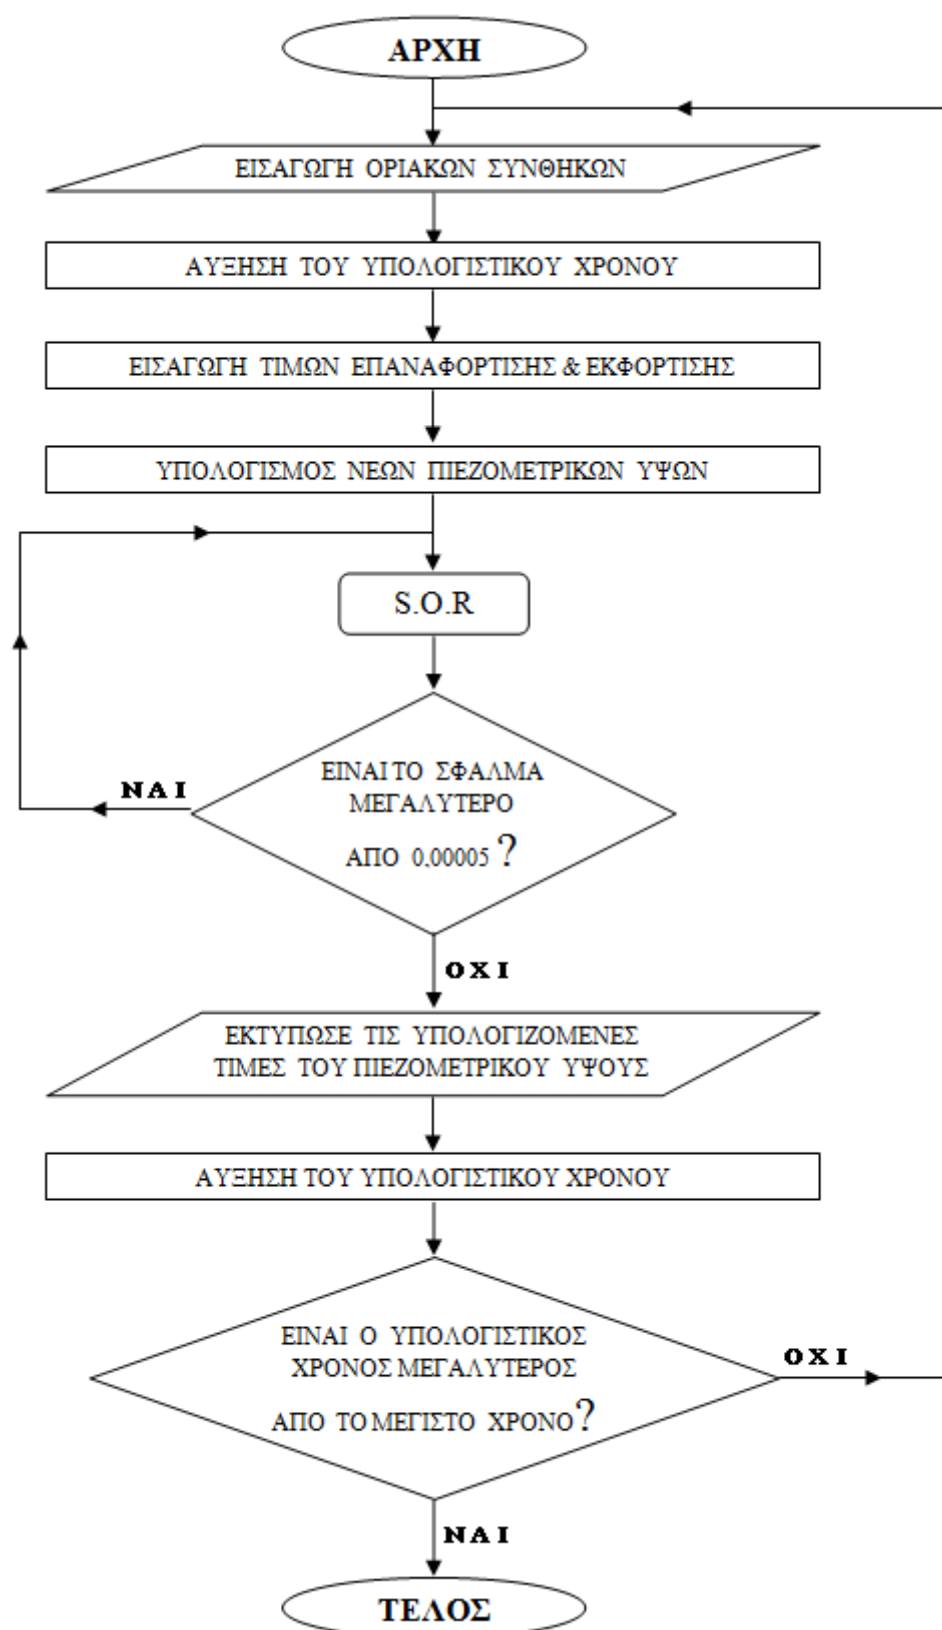 ΑΡΧΗ
ΕΙΣΑΓΩΓΗ ΟΡΙΑΚΩΝ ΣΥΝΘΗΚΩΝ
ΑΥΞΗΣΗ ΤΟΥ ΥΠΟΛΟΓΙΣΤΙΚΟΥ ΧΡΟΝΟΥ
ΕΙΣΑΓΩΓΗ ΤΙΜΩΝ ΕΠΑΝΑΦΟΡΤΙΣΗΣ & ΕΚΦΟΡΤΙΣΗΣ
ΥΠΟΛΟΓΙΣΜΟΣ ΝΕΩΝ ΠΙΕΖΟΜΕΤΡΙΚΩΝ ΥΨΩΝ
S.O.R
ΕΙΝΑΙ ΤΟ ΣΦΑΛΜΑ
ΜΕΓΑΛΥΤΕΡΟ
ΑΠΟ 0,00005 ?
ΝΑΙ
ΟΧΙ
ΕΚΤΥΠΩΣΕ ΤΙΣ ΥΠΟΛΟΓΙΖΟΜΕΝΕΣ
ΤΙΜΕΣ ΤΟΥ ΠΙΕΖΟΜΕΤΡΙΚΟΥ ΥΨΟΥΣ
ΑΥΞΗΣΗ ΤΟΥ ΥΠΟΛΟΓΙΣΤΙΚΟΥ ΧΡΟΝΟΥ
ΕΙΝΑΙ Ο ΥΠΟΛΟΓΙΣΤΙΚΟΣ
ΧΡΟΝΟΣ ΜΕΓΑΛΥΤΕΡΟΣ
ΑΠΟ ΤΟ ΜΕΓΙΣΤΟ ΧΡΟΝΟ?
ΟΧΙ
ΝΑΙ
ΤΕΛΟΣ